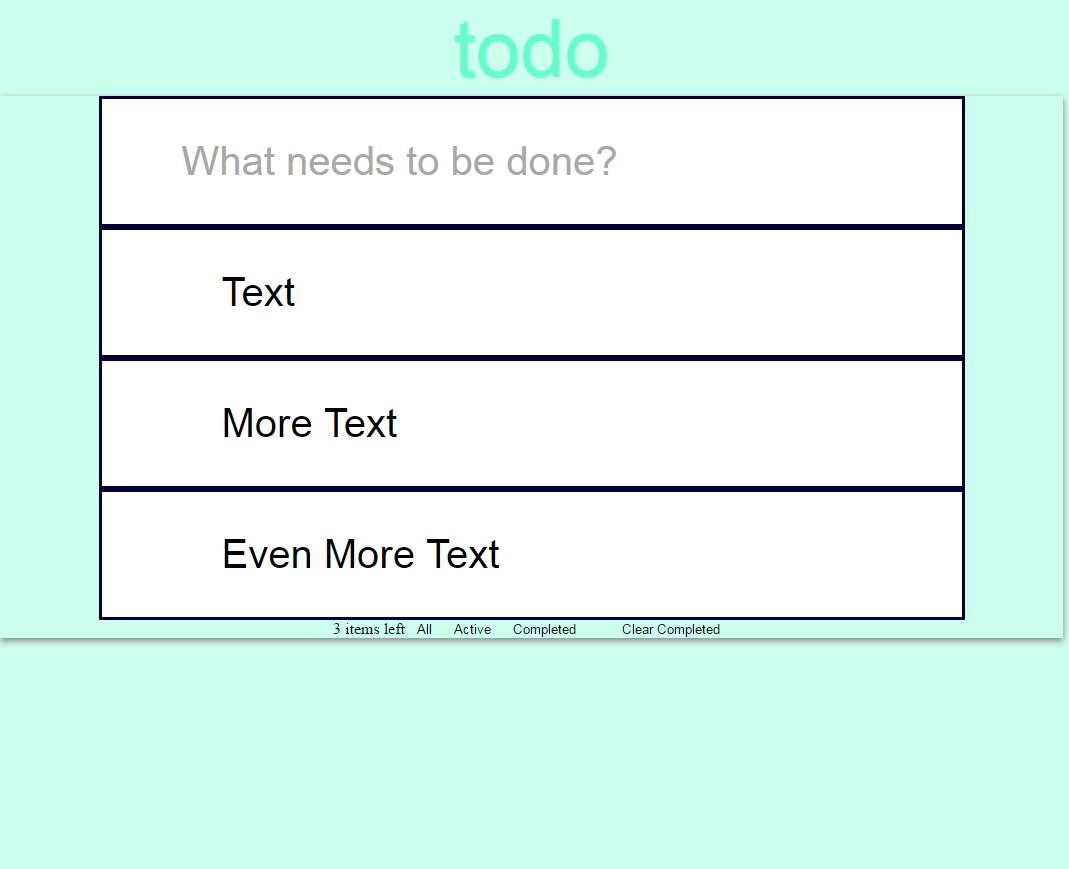 todo
What needs to be done?
Text
More Text
Even More Text
3 items left All Active Completed Clear Completed